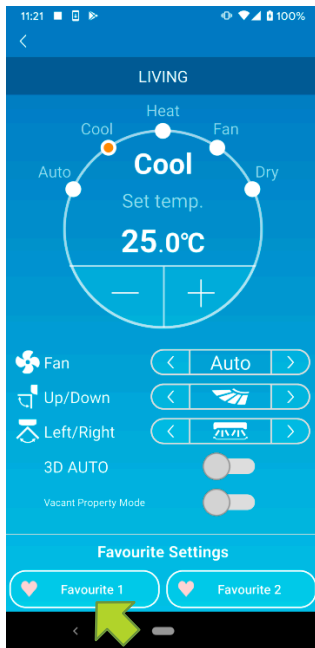 11:21 100%
LIVING
Heat
Cool Fan
Auto Dry
Cool
Set temp.
25.0°C
Fan Auto
Up/Down
Left/Right
3D AUTO
Vacant Property Mode
Favourite Settings
Favourite 1 Favourite 2